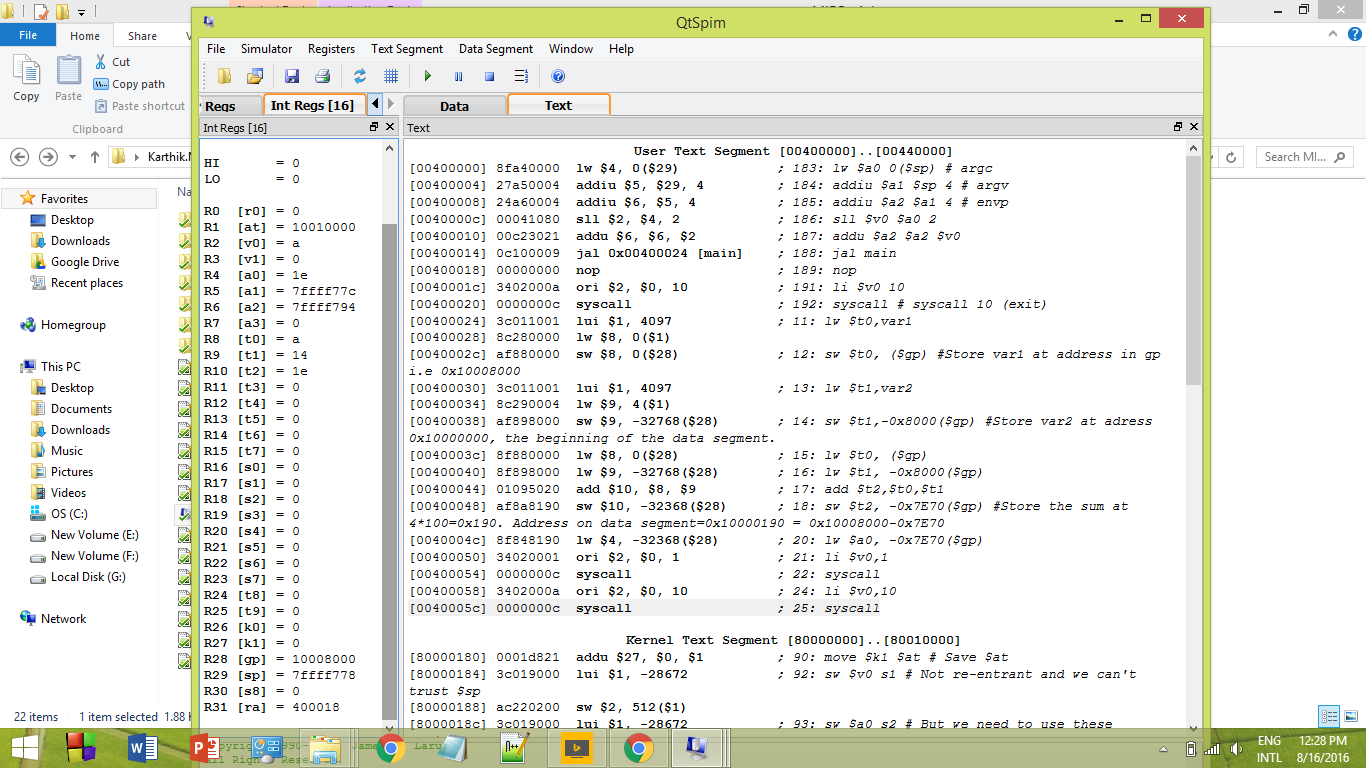 QtSpim
File Home Share
Copy Paste Cut
Copy path
Paste shortcut
Clipboard
Karthik.M
Search MI...
Favorites
Desktop
Downloads
Google Drive
Recent places
Homegroup
This PC
Desktop
Documents
Downloads
Music
Pictures
Videos
OS (C:)
New Volume (E:)
New Volume (F:)
Local Disk (G:)
Network
22 items 1 item selected 1.88 K
File Simulator Registers Text Segment Data Segment Window Help
Regs Int Regs [16] Data Text
Int Regs [16]
HI = 0
LO = 0
R0 [r0] = 0
R1 [at] = 10010000
R2 [v0] = a
R3 [v1] = 0
R4 [a0] = 1e
R5 [a1] = 7ffff77c
R6 [a2] = 7ffff794
R7 [a3] = 0
R8 [t0] = a
R9 [t1] = 14
R10 [t2] = 1e
R11 [t3] = 0
R12 [t4] = 0
R13 [t5] = 0
R14 [t6] = 0
R15 [t7] = 0
R16 [s0] = 0
R17 [s1] = 0
R18 [s2] = 0
R19 [s3] = 0
R20 [s4] = 0
R21 [s5] = 0
R22 [s6] = 0
R23 [s7] = 0
R24 [t8] = 0
R25 [t9] = 0
R26 [k0] = 0
R27 [k1] = 0
R28 [gp] = 10008000
R29 [sp] = 7ffff778
R30 [s8] = 0
R31 [ra] = 400018
Text
User Text Segment [00400000]..[00440000]
[00400000] 8fa40000 lw $4, 0($29) ; 183: lw $a0 0($sp) # argc
[00400004] 27a50004 addiu $5, $29, 4 ; 184: addiu $a1 $sp 4 # argv
[00400008] 24a60004 addiu $6, $5, 4 ; 185: addiu $a2 $a1 4 # envp
[0040000c] 00041080 sll $2, $4, 2 ; 186: sll $v0 $a0 2
[00400010] 00c23021 addu $6, $6, $2 ; 187: addu $a2 $a2 $v0
[00400014] 0c100009 jal 0x00400024 [main] ; 188: jal main
[00400018] 00000000 nop ; 189: nop
[0040001c] 3402000a ori $2, $0, 10 ; 191: li $v0 10
[00400020] 0000000c syscall ; 192: syscall # syscall 10 (exit)
[00400024] 3c011001 lui $1, 4097 ; 11: lw $t0,var1
[00400028] 8c280000 lw $8, 0($1)
[0040002c] af880000 sw $8, 0($28) ; 12: sw $t0, ($gp) #Store var1 at address in gp
i.e 0x10008000
[00400030] 3c011001 lui $1, 4097 ; 13: lw $t1,var2
[00400034] 8c290004 lw $9, 4($1)
[00400038] af898000 sw $9, -32768($28) ; 14: sw $t1,-0x8000($gp) #Store var2 at adress
0x10000000, the beginning of the data segment.
[0040003c] 8f880000 lw $8, 0($28) ; 15: lw $t0, ($gp)
[00400040] 8f898000 lw $9, -32768($28) ; 16: lw $t1, -0x8000($gp)
[00400044] 01095020 add $10, $8, $9 ; 17: add $t2,$t0,$t1
[00400048] af8a8190 sw $10, -32368($28) ; 18: sw $t2, -0x7E70($gp) #Store the sum at
4*100=0x190. Address on data segment=0x10000190 = 0x10008000-0x7E70
[0040004c] 8f848190 lw $4, -32368($28) ; 20: lw $a0, -0x7E70($gp)
[00400050] 34020001 ori $2, $0, 1 ; 21: li $v0,1
[00400054] 0000000c syscall ; 22: syscall
[00400058] 3402000a ori $2, $0, 10 ; 24: li $v0,10
[0040005c] 0000000c syscall ; 25: syscall
Kernel Text Segment [80000000]..[80010000]
[80000180] 0001d821 addu $27, $0, $1 ; 90: move $k1 $at # Save $at
[80000184] 3c019000 lui $1, -28672 ; 92: sw $v0 s1 # Not re-entrant and we can't
trust $sp
[80000188] ac220200 sw $2, 512($1)
[8000018c] 3c019000 lui $1, -28672 ; 93: sw $a0 s2 # But we need to use these
ENG 12:28 PM
INTL 8/16/2016